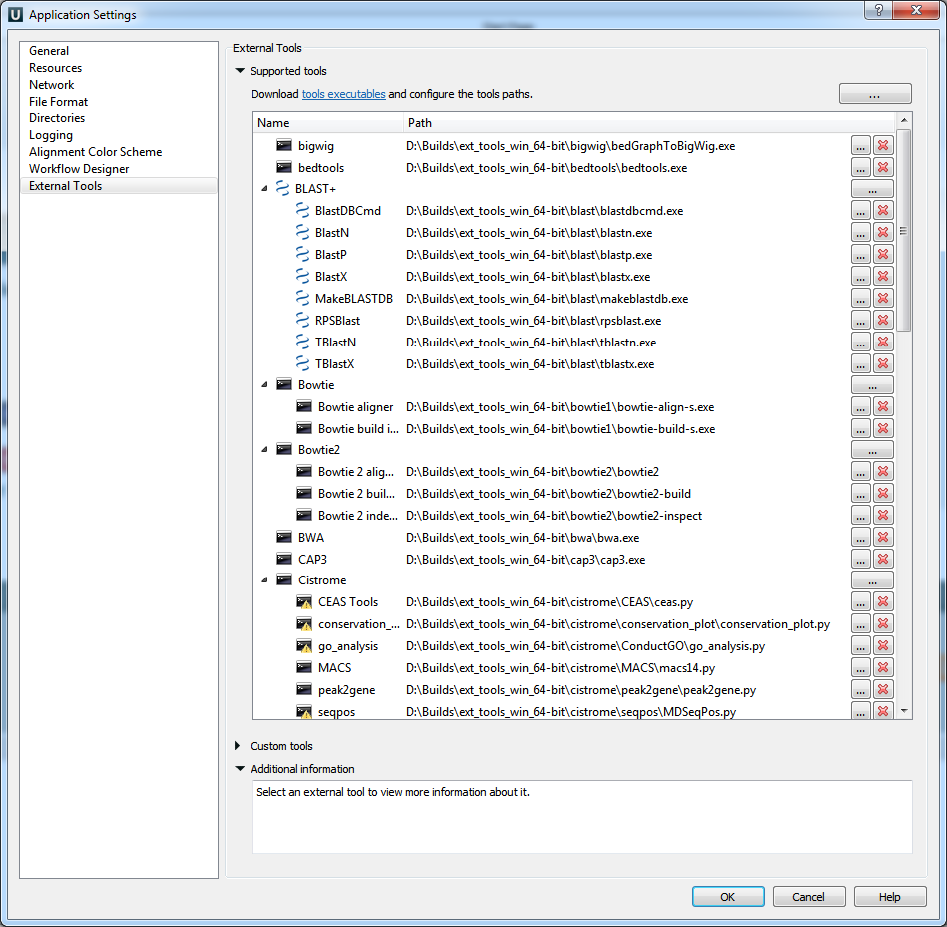 Application Settings
General
Resources
Network
File Format
Directories
Logging
Alignment Color Scheme
Workflow Designer
External Tools
External Tools
Supported tools
Download tools executables and configure the tools paths.
...
Name Path
bigwig D:\Builds\ext_tools_win_64-bit\bigwig\bedGraphToBigWig.exe ...
bedtools D:\Builds\ext_tools_win_64-bit\bedtools\bedtools.exe ...
BLAST+ ...
BlastDBCmd D:\Builds\ext_tools_win_64-bit\blast\blastdbcmd.exe ...
BlastN D:\Builds\ext_tools_win_64-bit\blast\blastn.exe ...
BlastP D:\Builds\ext_tools_win_64-bit\blast\blastp.exe ...
BlastX D:\Builds\ext_tools_win_64-bit\blast\blastx.exe ...
MakeBLASTDB D:\Builds\ext_tools_win_64-bit\blast\makeblastdb.exe ...
RPSBlast D:\Builds\ext_tools_win_64-bit\blast\rpsblast.exe ...
TBlastN D:\Builds\ext_tools_win_64-bit\blast\tblastn.exe ...
TBlastX D:\Builds\ext_tools_win_64-bit\blast\tblastx.exe ...
Bowtie ...
Bowtie aligner D:\Builds\ext_tools_win_64-bit\bowtie1\bowtie-align-s.exe ...
Bowtie build i... D:\Builds\ext_tools_win_64-bit\bowtie1\bowtie-build-s.exe ...
Bowtie2 ...
Bowtie 2 alig... D:\Builds\ext_tools_win_64-bit\bowtie2\bowtie2 ...
Bowtie 2 buil... D:\Builds\ext_tools_win_64-bit\bowtie2\bowtie2-build ...
Bowtie 2 inde... D:\Builds\ext_tools_win_64-bit\bowtie2\bowtie2-inspect ...
BWA D:\Builds\ext_tools_win_64-bit\bwa\bwa.exe ...
CAP3 D:\Builds\ext_tools_win_64-bit\cap3\cap3.exe ...
Cistrome ...
CEAS Tools D:\Builds\ext_tools_win_64-bit\cistrome\CEAS\ceas.py ...
conservation_... D:\Builds\ext_tools_win_64-bit\cistrome\conservation_plot\conservation_plot.py ...
go_analysis D:\Builds\ext_tools_win_64-bit\cistrome\ConductGO\go_analysis.py ...
MACS D:\Builds\ext_tools_win_64-bit\cistrome\MACS\macs14.py ...
peak2gene D:\Builds\ext_tools_win_64-bit\cistrome\peak2gene\peak2gene.py ...
seqpos D:\Builds\ext_tools_win_64-bit\cistrome\seqpos\MDSeqPos.py ...
Custom tools
Additional information
Select an external tool to view more information about it.
OK Cancel Help